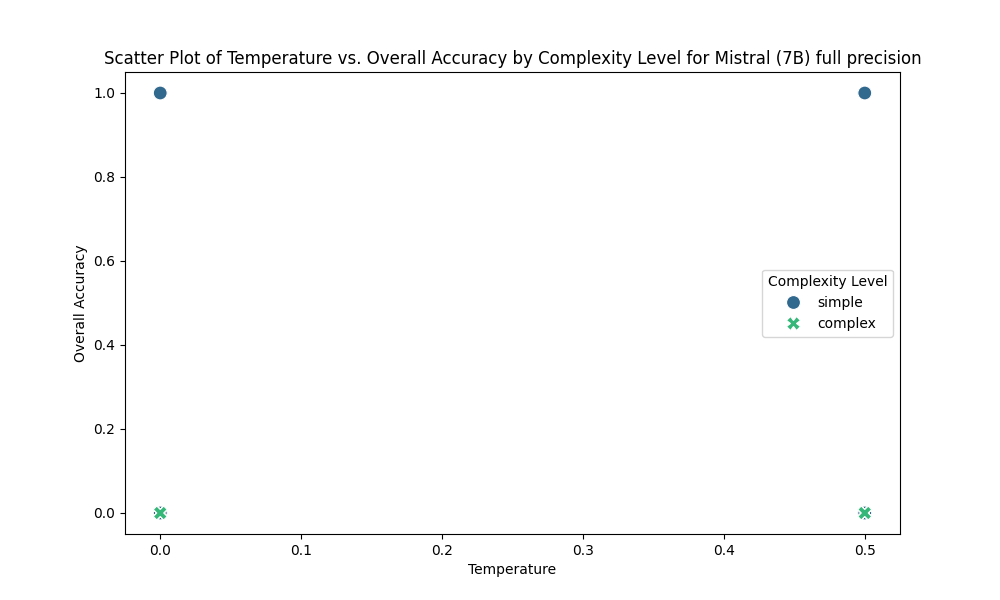 Scatter Plot of Temperature vs. Overall Accuracy by Complexity Level for Mistral (7B) full precision
1.0
0.8
0.6
0.4
0.2
0.0
Overall Accuracy
Complexity Level
simple
complex
0.0 0.1 0.2 0.3 0.4 0.5
Temperature